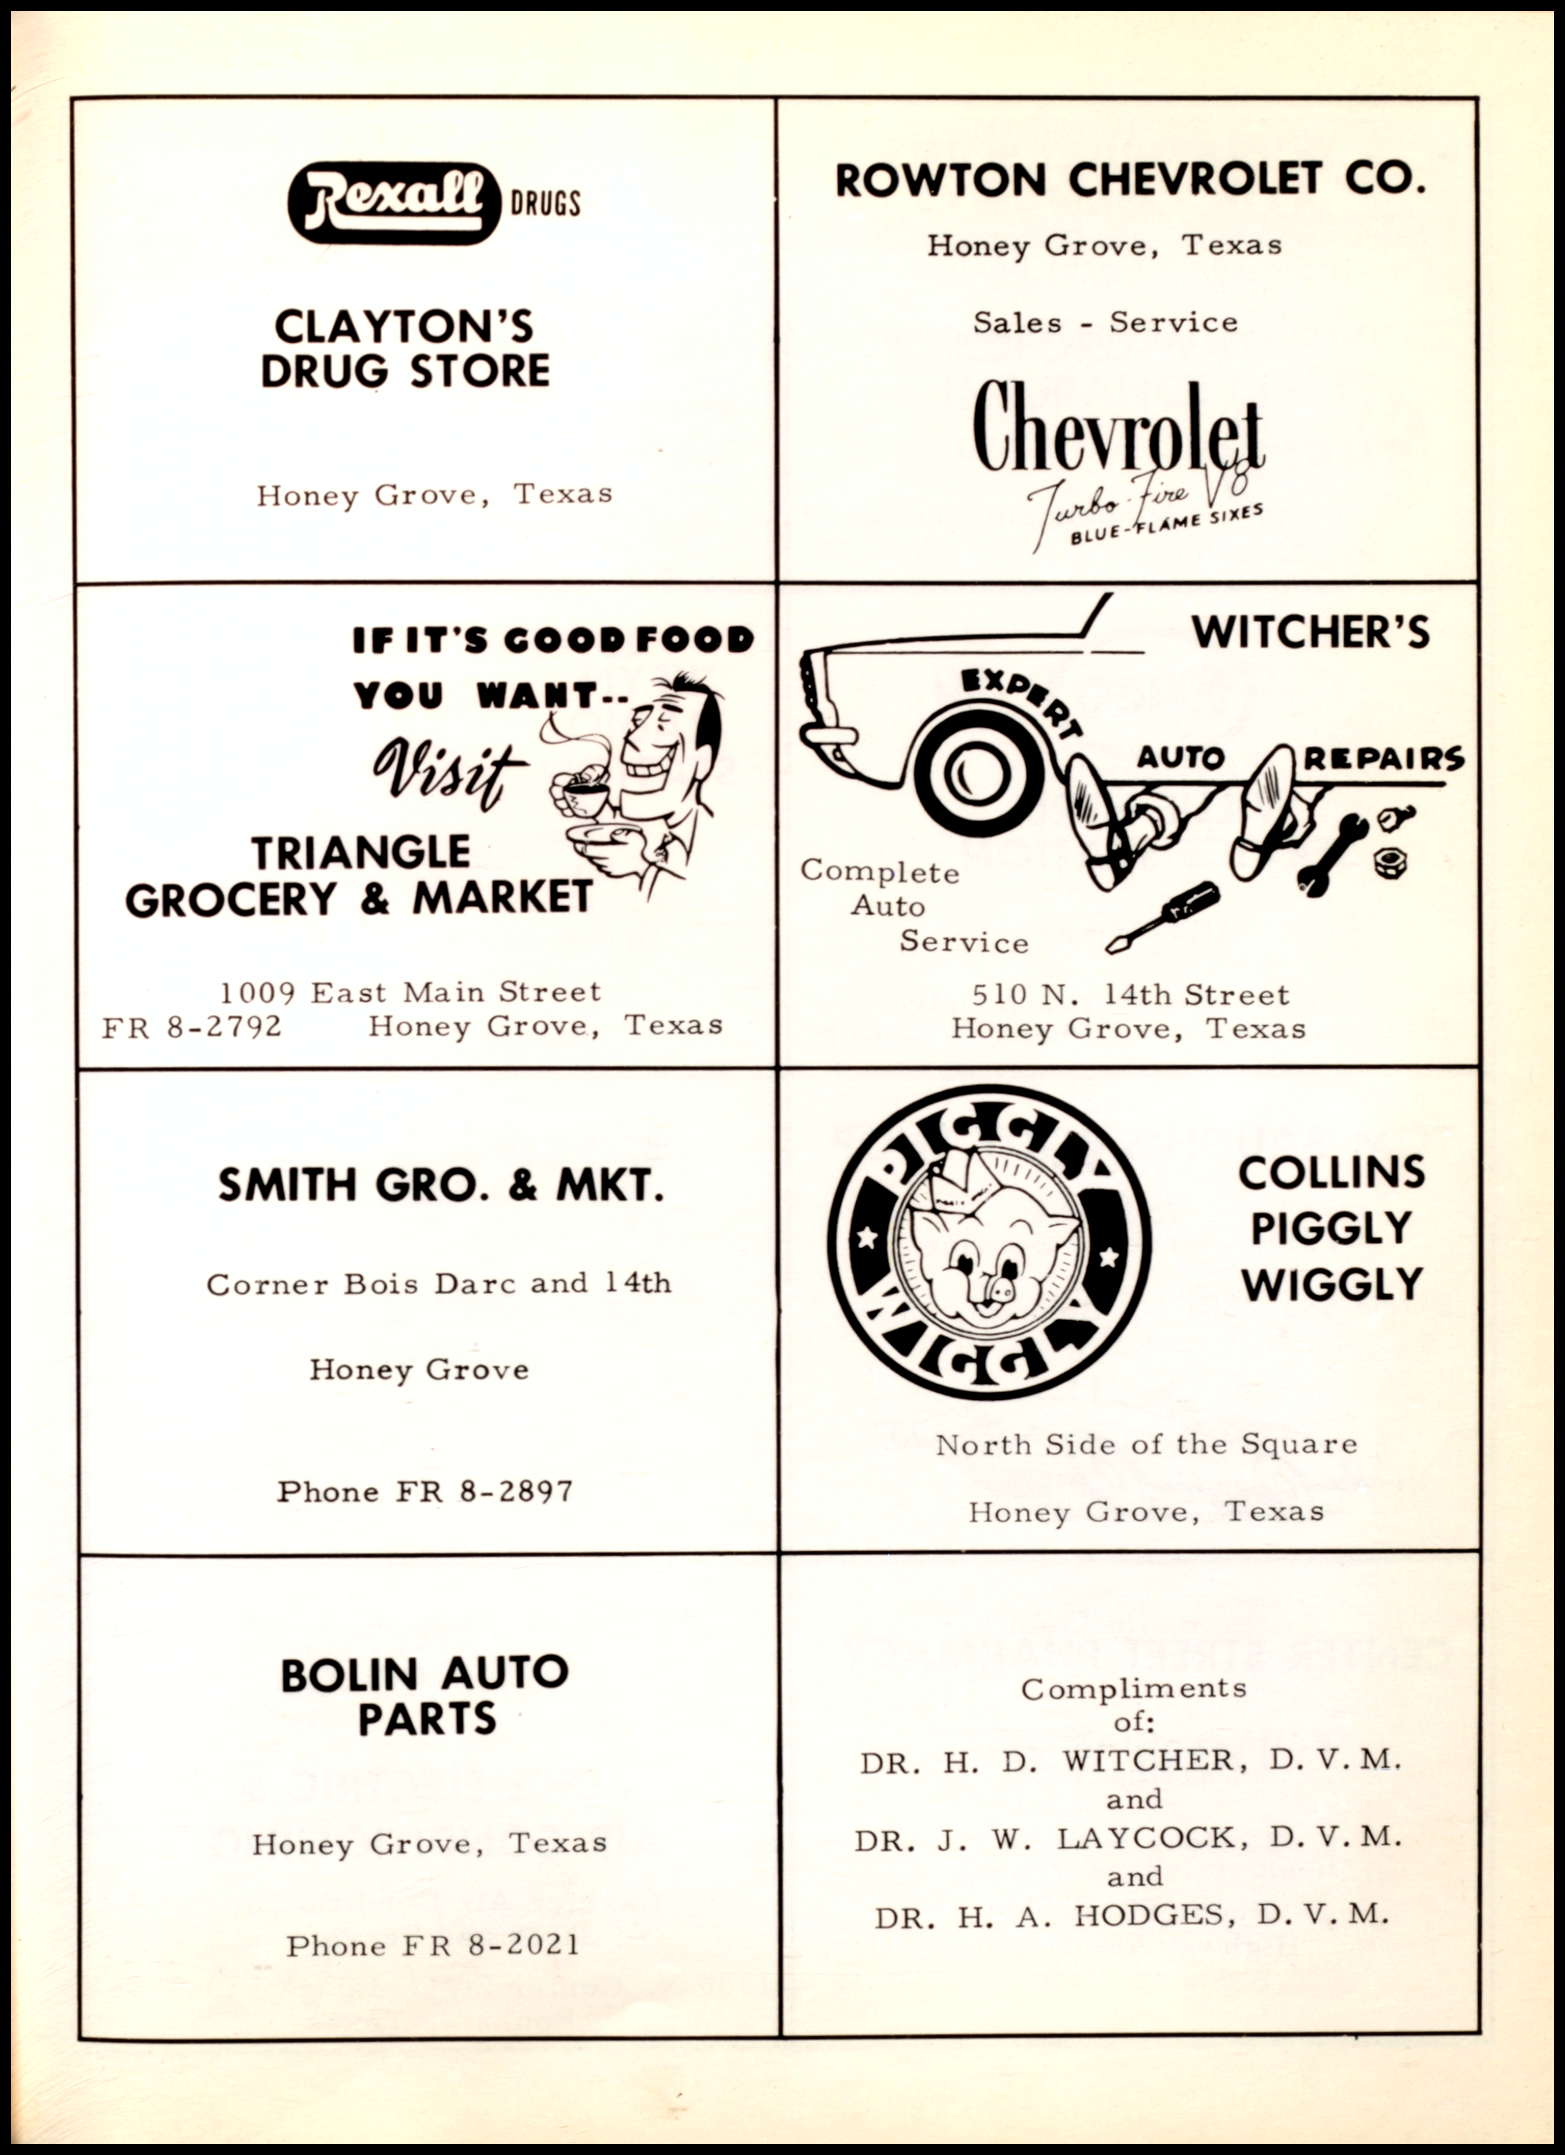 Rexall DRUGS
CLAYTON'S
DRUG STORE
Honey Grove, Texas
ROWTON CHEVROLET CO.
Honey Grove, Texas
Sales - Service
Chevrolet
Turbo-Fire V8
BLUE-FLAME SIXES
IF IT'S GOOD FOOD
YOU WANT--
Visit
TRIANGLE
GROCERY & MARKET
1009 East Main Street
FR 8-2792 Honey Grove, Texas
WITCHER'S
EXPERT
AUTO REPAIRS
Complete
Auto
Service
510 N. 14th Street
Honey Grove, Texas
SMITH GRO. & MKT.
Corner Bois Darc and 14th
Honey Grove
Phone FR 8-2897
PIGGLY
WIGGLY
COLLINS
PIGGLY
WIGGLY
North Side of the Square
Honey Grove, Texas
BOLIN AUTO
PARTS
Honey Grove, Texas
Phone FR 8-2021
Compliments
of:
DR. H. D. WITCHER, D. V. M.
and
DR. J. W. LAYCOCK, D. V. M.
and
DR. H. A. HODGES, D. V. M.